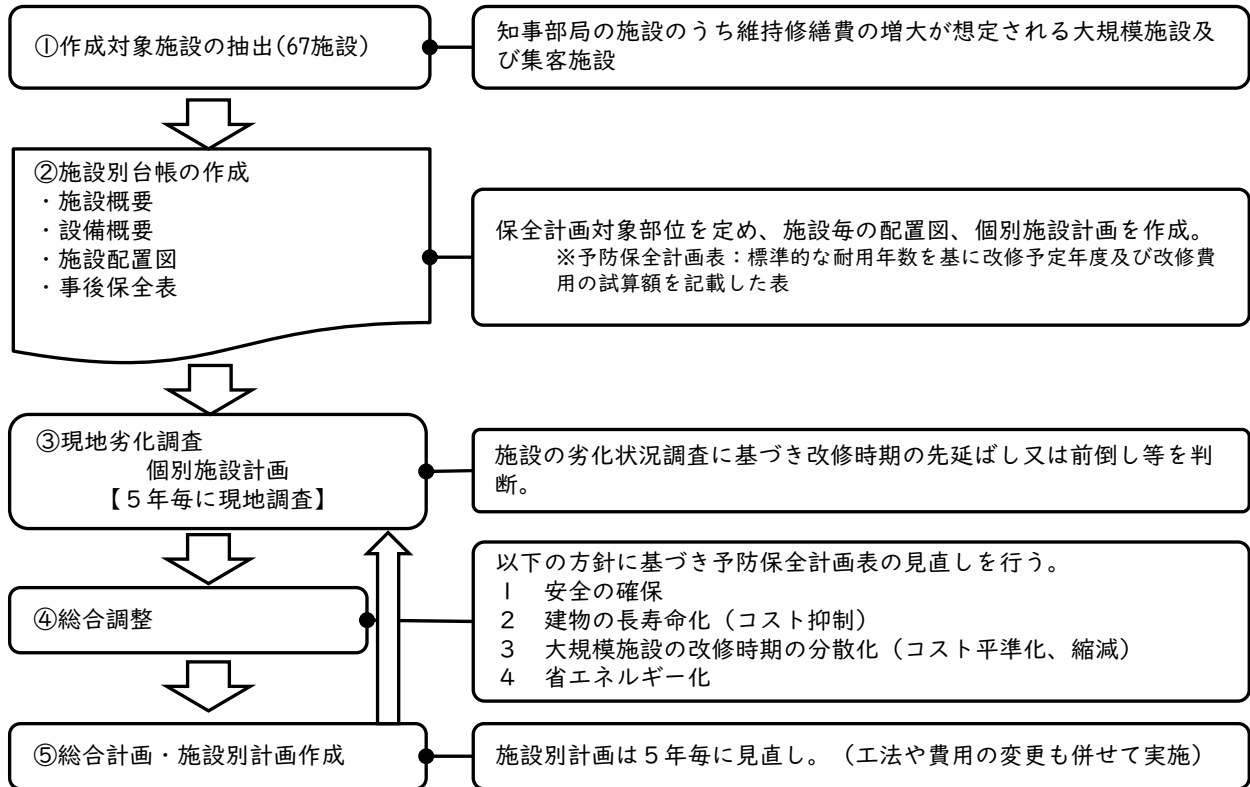 ①作成対象施設の抽出(67施設)
知事部局の施設のうち維持修繕費の増大が想定される大規模施設及
び集客施設
②施設別台帳の作成
・施設概要
・設備概要
・施設配置図
・事後保全表
保全計画対象部位を定め、施設毎の配置図、個別施設計画を作成。
※予防保全計画表：標準的な耐用年数を基に改修予定年度及び改修費
用の試算額を記載した表
③現地劣化調査
個別施設計画
【５年毎に現地調査】
施設の劣化状況調査に基づき改修時期の先延ばし又は前倒し等を判
断。
④総合調整
以下の方針に基づき予防保全計画表の見直しを行う。
１　安全の確保
２　建物の長寿命化（コスト抑制）
３　大規模施設の改修時期の分散化（コスト平準化、縮減）
４　省エネルギー化
⑤総合計画・施設別計画作成
施設別計画は５年毎に見直し。（工法や費用の変更も併せて実施）